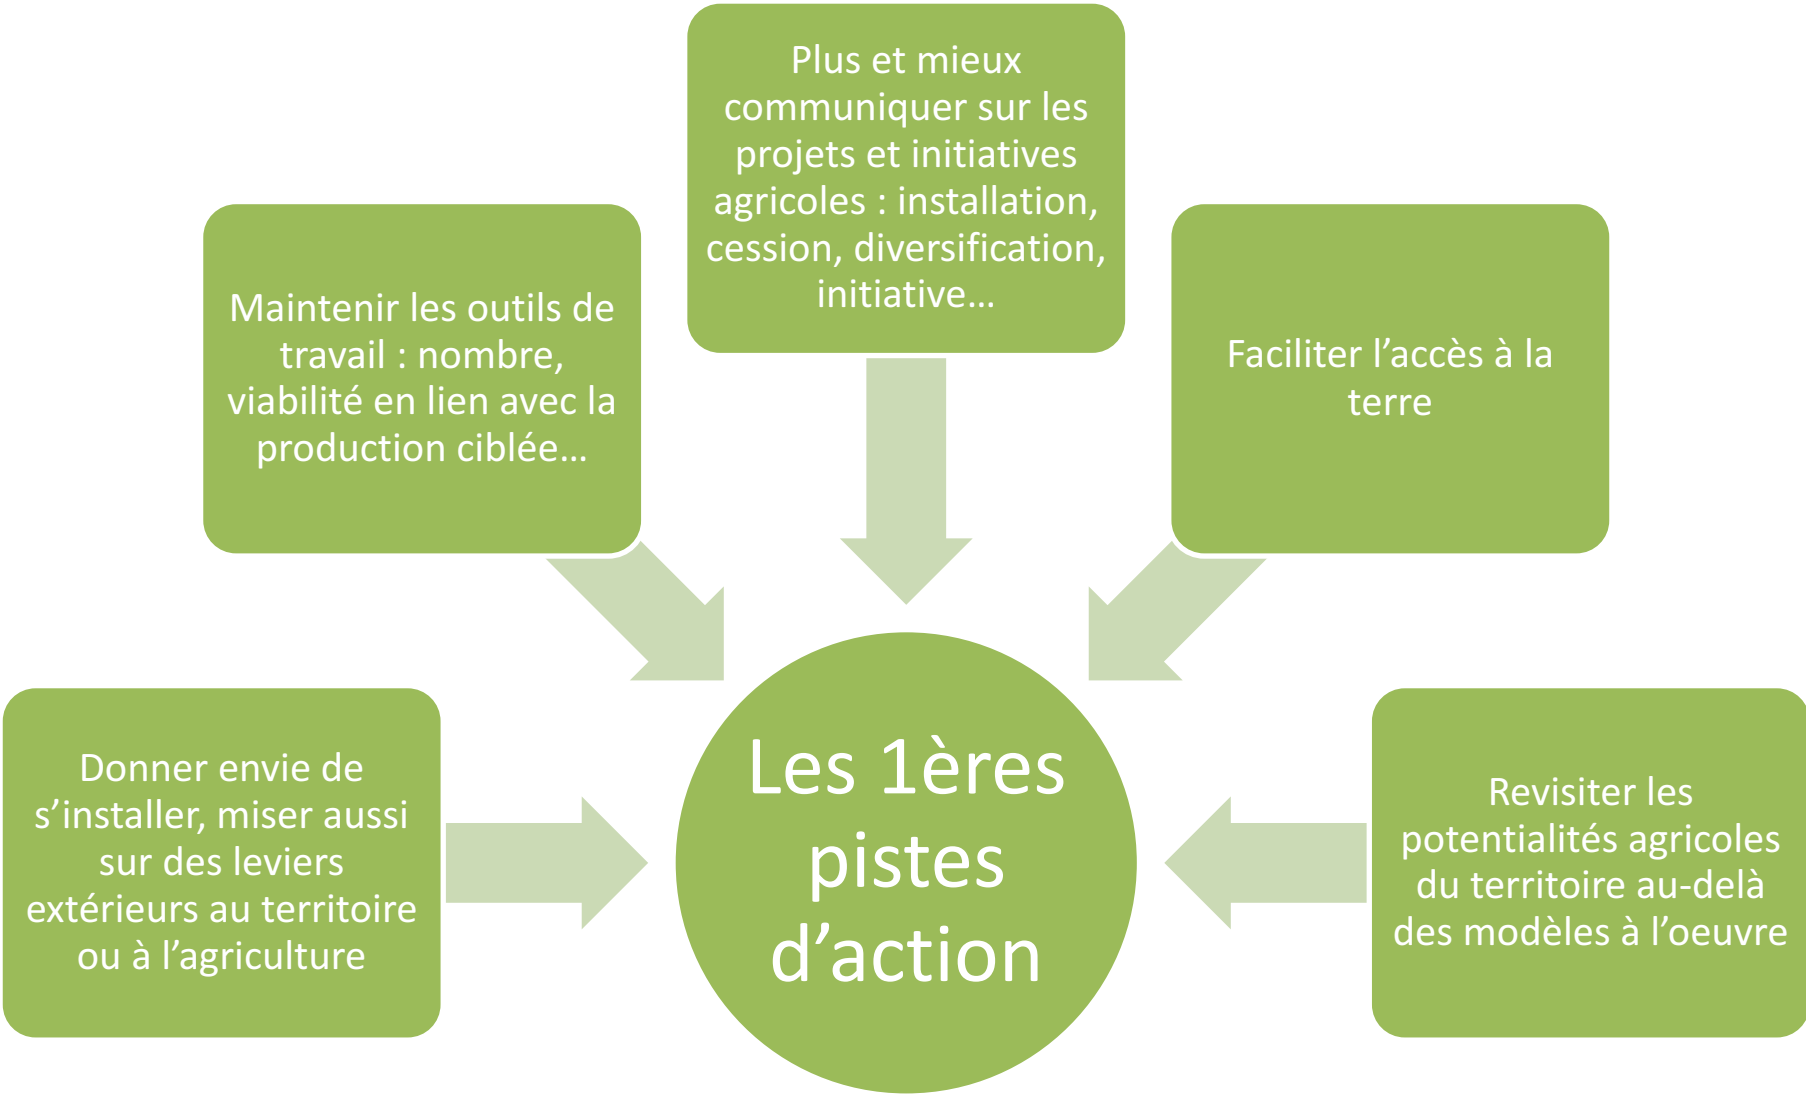 Plus et mieux
communiquer sur les
projets et initiatives
agricoles : installation,
cession, diversification,
initiative…
Maintenir les outils de
travail : nombre,
viabilité en lien avec la
production ciblée…
Faciliter l’accès à la
terre
Donner envie de
s’installer, miser aussi
sur des leviers
extérieurs au territoire
ou à l’agriculture
Les 1ères
pistes
d’action
Revisiter les
potentialités agricoles
du territoire au-delà
des modèles à l’oeuvre